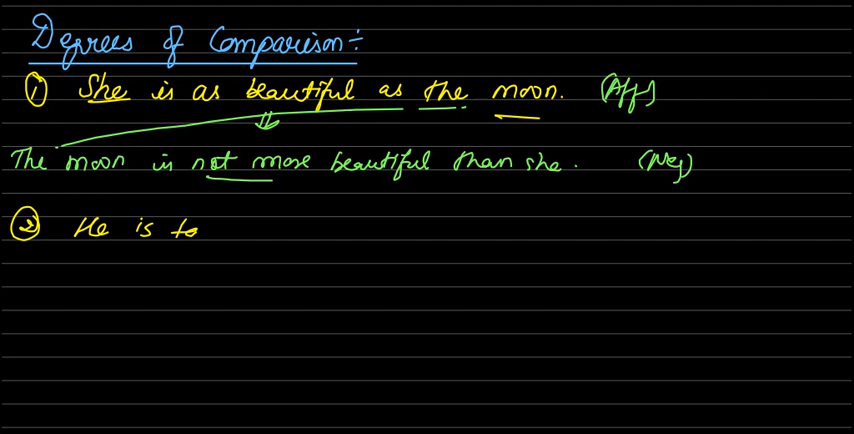 Degrees of Comparison :-
① She is as beautiful as the moon. (Aff)
The moon is not more beautiful than she. (Neg)
② He is to